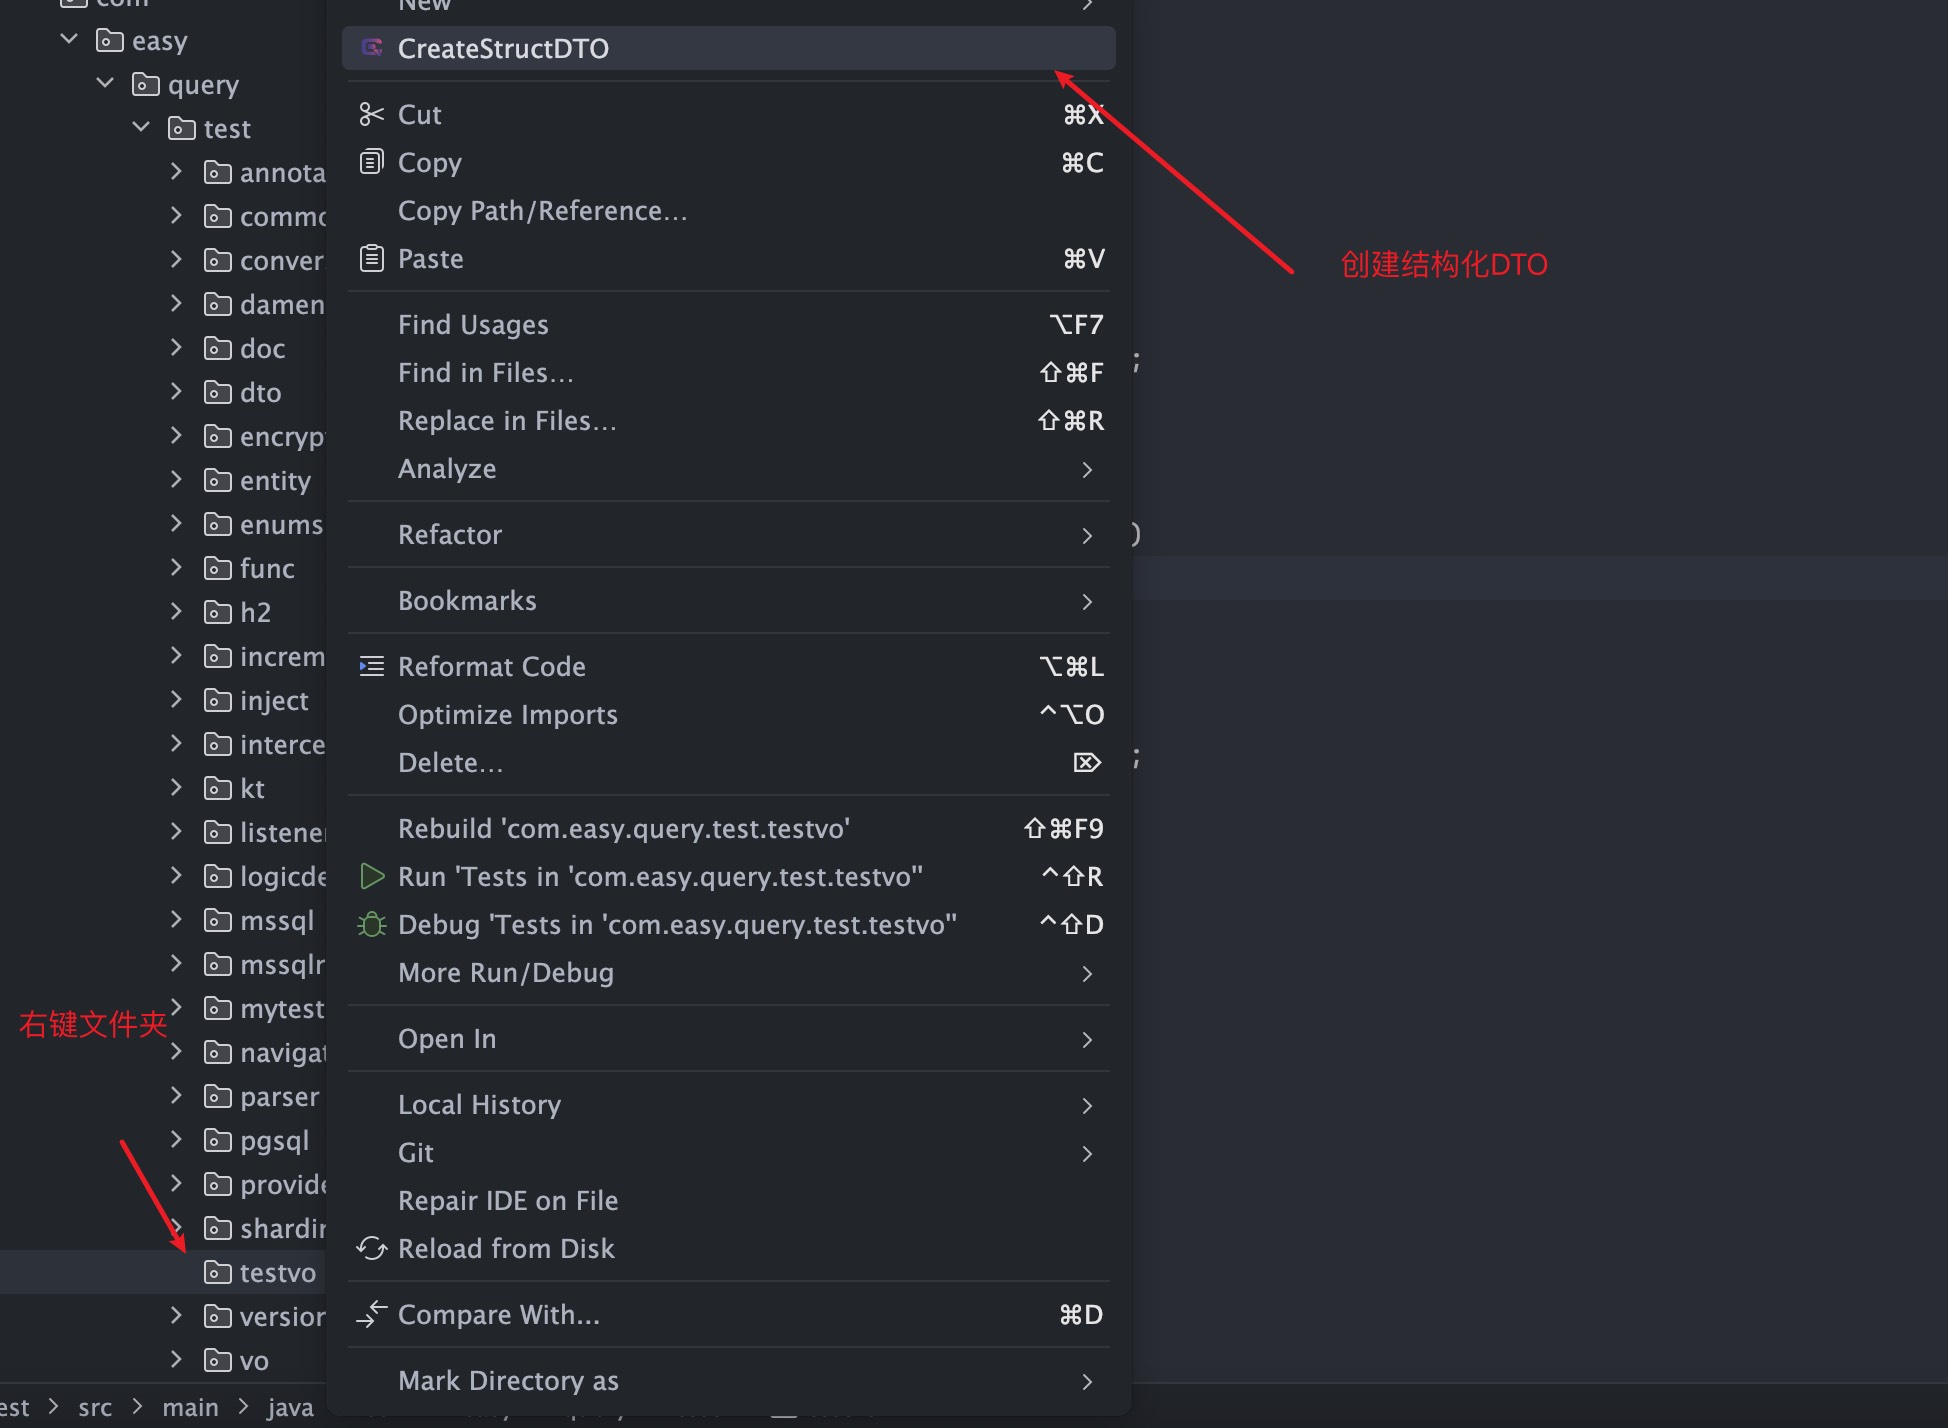 com
easy
query
test
annota
commo
conver
damen
doc
dto
encryp
entity
enums
func
h2
increm
inject
interce
kt
listener
logicde
mssql
mssqlr
mytest
navigat
parser
pgsql
provide
shardin
testvo
version
vo
右键文件夹
est > src > main > java
New
CreateStructDTO
Cut ⌘X
Copy ⌘C
Copy Path/Reference...
Paste ⌘V
Find Usages ⌥F7
Find in Files... ⇧⌘F
Replace in Files... ⇧⌘R
Analyze
Refactor
Bookmarks
Reformat Code ⌥⌘L
Optimize Imports ^⌥O
Delete... ⌦
Rebuild 'com.easy.query.test.testvo' ⇧⌘F9
Run 'Tests in 'com.easy.query.test.testvo'' ^⇧R
Debug 'Tests in 'com.easy.query.test.testvo'' ^⇧D
More Run/Debug
Open In
Local History
Git
Repair IDE on File
Reload from Disk
Compare With... ⌘D
Mark Directory as
创建结构化DTO
;
)
;